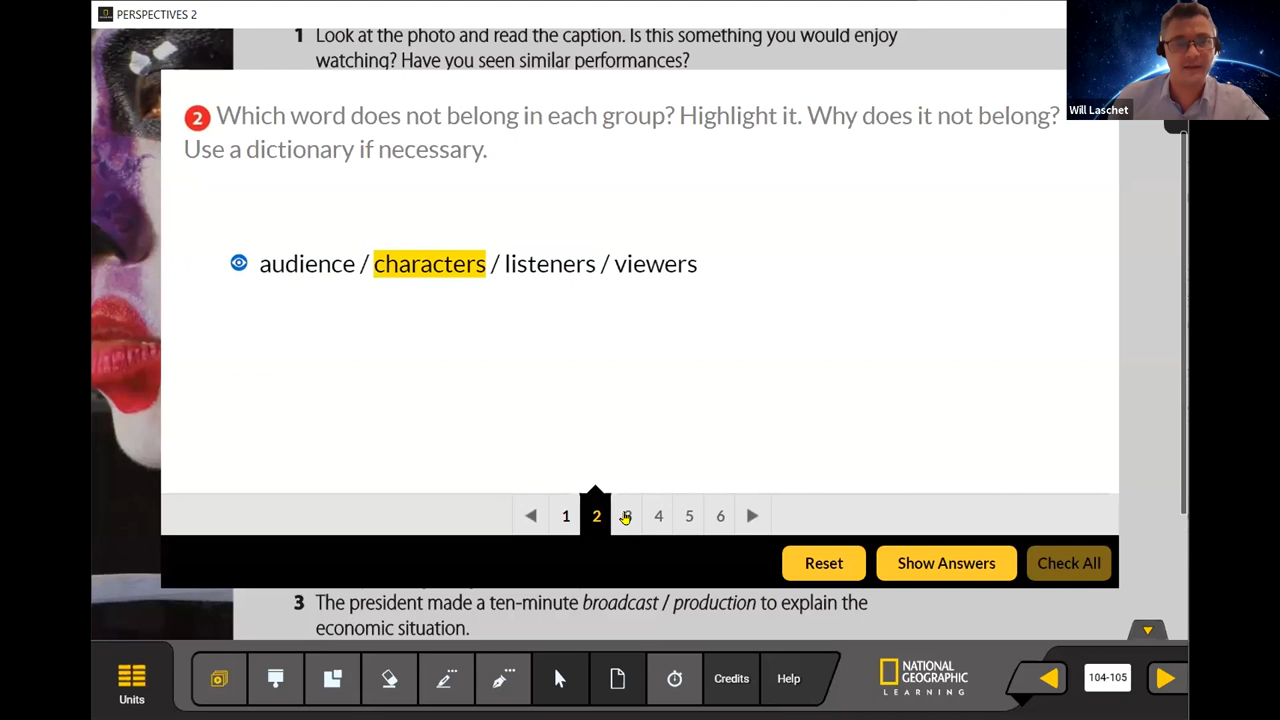 PERSPECTIVES 2
1 Look at the photo and read the caption. Is this something you would enjoy
watching? Have you seen similar performances?
Will Laschet
2 Which word does not belong in each group? Highlight it. Why does it not belong?
Use a dictionary if necessary.
audience / characters / listeners / viewers
1 2 3 4 5 6
Reset Show Answers Check All
3 The president made a ten-minute broadcast / production to explain the
economic situation.
Units
Credits
Help
NATIONAL
GEOGRAPHIC
LEARNING
104-105